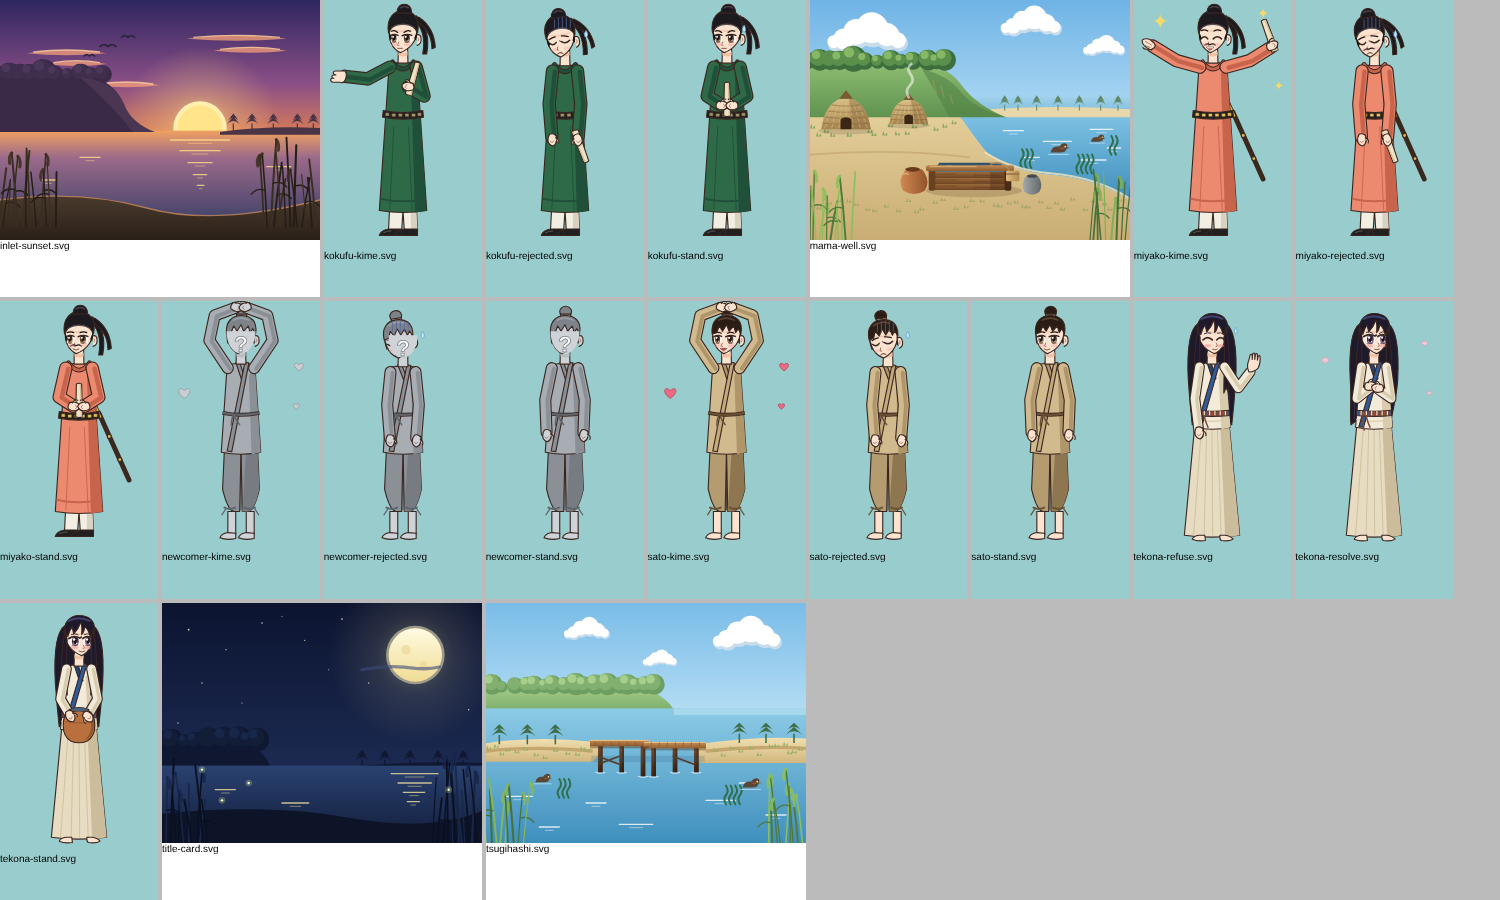 inlet-sunset.svg
kokufu-kime.svg
kokufu-rejected.svg
kokufu-stand.svg
mama-well.svg
miyako-kime.svg
miyako-rejected.svg
miyako-stand.svg
?
newcomer-kime.svg
?
newcomer-rejected.svg
?
newcomer-stand.svg
sato-kime.svg
sato-rejected.svg
sato-stand.svg
tekona-refuse.svg
tekona-resolve.svg
tekona-stand.svg
title-card.svg
tsugihashi.svg